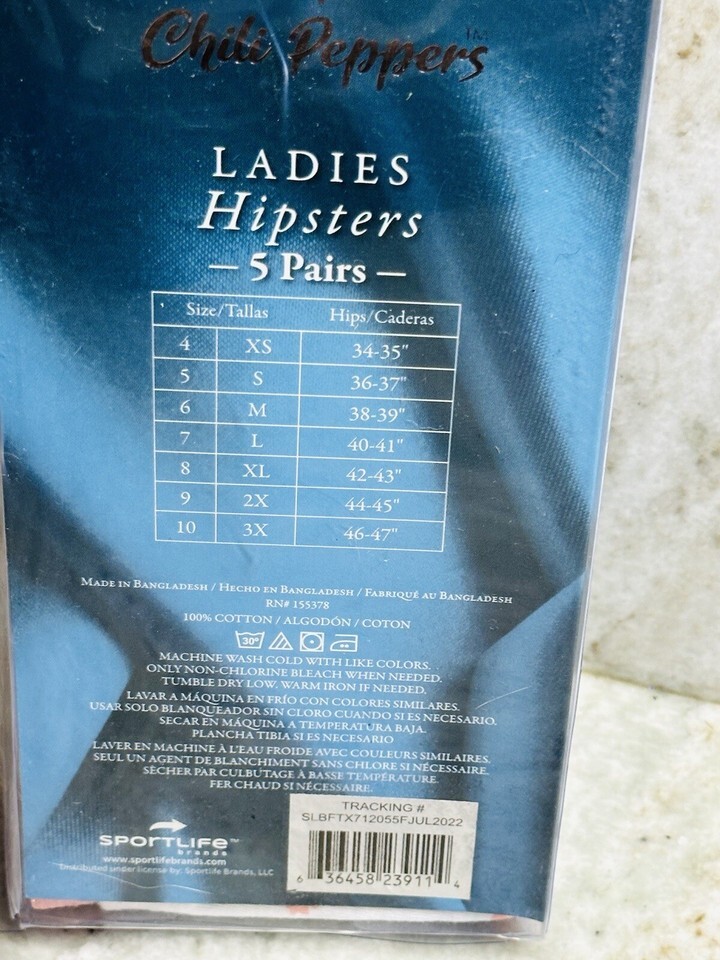 Chili Peppers™
LADIES
Hipsters
— 5 Pairs —
Size/Tallas Hips/Caderas
4 XS 34-35"
5 S 36-37"
6 M 38-39"
7 L 40-41"
8 XL 42-43"
9 2X 44-45"
10 3X 46-47"
MADE IN BANGLADESH / HECHO EN BANGLADESH / FABRIQUÉ AU BANGLADESH
RN# 155378
100% COTTON / ALGODÓN / COTON
30°
MACHINE WASH COLD WITH LIKE COLORS.
ONLY NON-CHLORINE BLEACH WHEN NEEDED.
TUMBLE DRY LOW. WARM IRON IF NEEDED.
LAVAR A MÁQUINA EN FRÍO CON COLORES SIMILARES.
USAR SOLO BLANQUEADOR SIN CLORO CUANDO SI ES NECESARIO.
SECAR EN MÁQUINA A TEMPERATURA BAJA.
PLANCHA TIBIA SI ES NECESARIO
LAVER EN MACHINE À L'EAU FROIDE AVEC COULEURS SIMILAIRES.
SEUL UN AGENT DE BLANCHIMENT SANS CHLORE SI NÉCESSAIRE.
SÈCHER PAR CULBUTAGE À BASSE TEMPÉRATURE.
FER CHAUD SI NÉCESSAIRE.
TRACKING #
SLBFTX712055FJUL2022
6 36458 23911 4
SPORTLIFE™
brands
www.sportlifebrands.com
Distributed under license by: Sportlife Brands, LLC